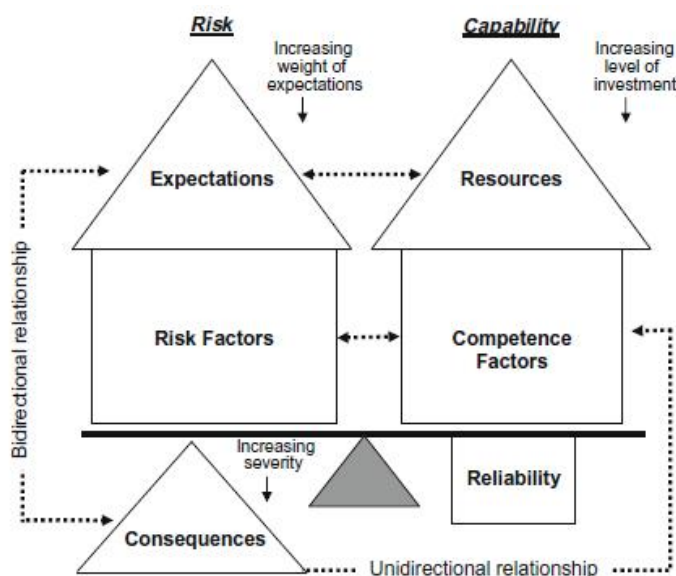 Risk
Capability
Increasing
weight of
expectations
Increasing
level of
investment
Expectations
Resources
Bidirectional relationship
Risk Factors
Competence
Factors
Increasing
severity
Reliability
Consequences
Unidirectional relationship